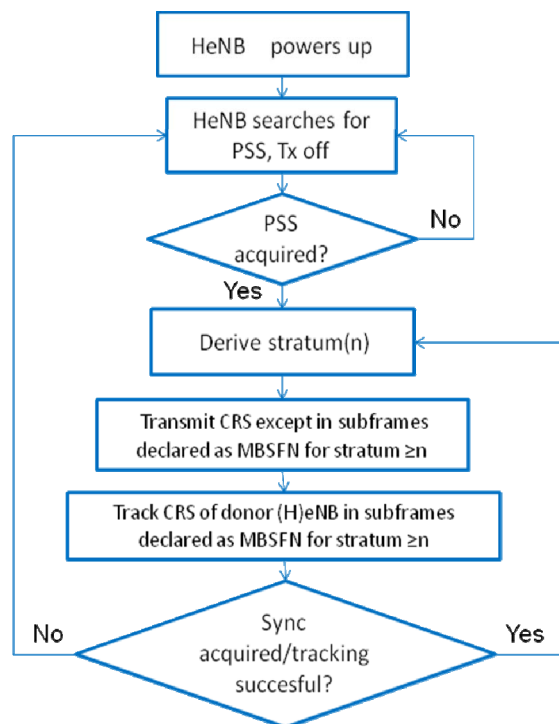 HeNB powers up
HeNB searches for
PSS, Tx off
PSS
acquired?
No
Yes
Derive stratum(n)
Transmit CRS except in subframes
declared as MBSFN for stratum ≥n
Track CRS of donor (H)eNB in subframes
declared as MBSFN for stratum ≥n
No
Sync
acquired/tracking
succesful?
Yes